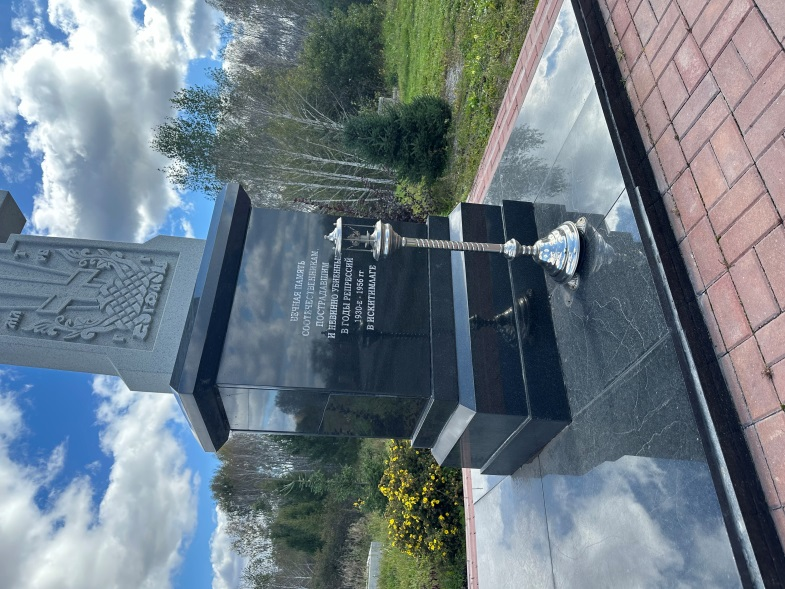 ВЕЧНАЯ ПАМЯТЬ
СООТЕЧЕСТВЕННИКАМ
ПОСТРАДАВШИМ
И НЕВИННО УБИЕННЫМ
В ГОДЫ РЕПРЕССИЙ
1930-Е - 1956 гг
В ИСКИТИМЛАГЕ